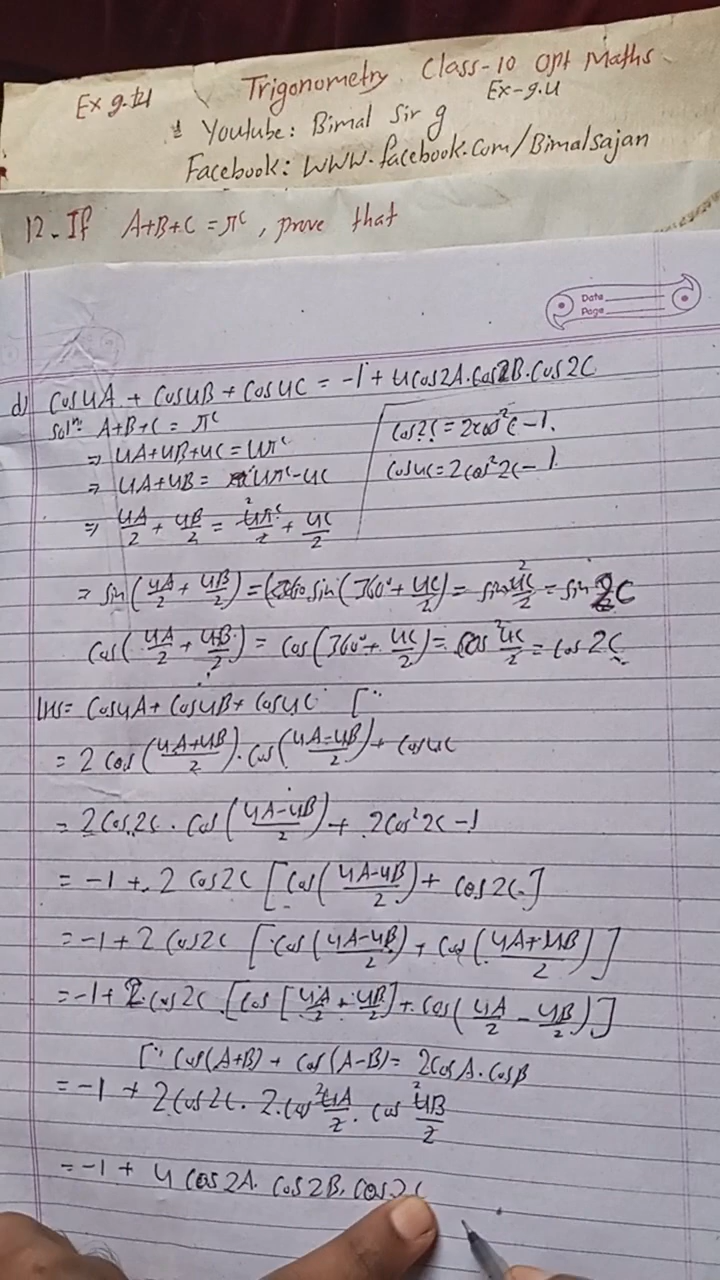 Ex 9.4 Trigonometry Class-10 Opt Maths
Ex-9.4
Youtube: Bimal Sir g
Facebook: WWW.facebook.com/BimalSajan
12. If A+B+C = πᶜ, prove that
Date
Page
d) Cos4A + Cos4B + Cos4C = -1 + 4Cos2A.Cos2B.Cos2C
Solⁿ: A+B+C = πᶜ
⇒ 4A+4B+4C = 4πᶜ
⇒ 4A+4B = 4πᶜ-4C
⇒ 4A/2 + 4B/2 = 4πᶜ/2 + 4C/2
Cos2C = 2cos²C - 1.
Cos4C = 2cos²2C - 1
⇒ Sin(4A/2 + 4B/2) = Sin(360° + 4C/2) = Sin 4C/2 = Sin 2C
Cos(4A/2 + 4B/2) = Cos(360° + 4C/2) = Cos 4C/2 = Cos 2C
LHS = Cos4A + Cos4B + Cos4C [∵
= 2 Cos(4A+4B/2).Cos(4A-4B/2) + Cos4C
= 2Cos2C . Cos(4A-4B/2) + 2Cos²2C - 1
= -1 + 2 Cos2C [Cos(4A-4B/2) + Cos2C]
= -1 + 2 Cos2C [Cos(4A-4B/2) + Cos(4A+4B/2)]
= -1 + 2.Cos2C.[Cos[4A/2 + 4B/2] + Cos(4A/2 - 4B/2)]
[∵ Cos(A+B) + Cos(A-B) = 2CosA.CosB
= -1 + 2Cos2C. 2.Cos 4A/2 . Cos 4B/2
= -1 + 4 Cos2A. Cos2B. Cos2C